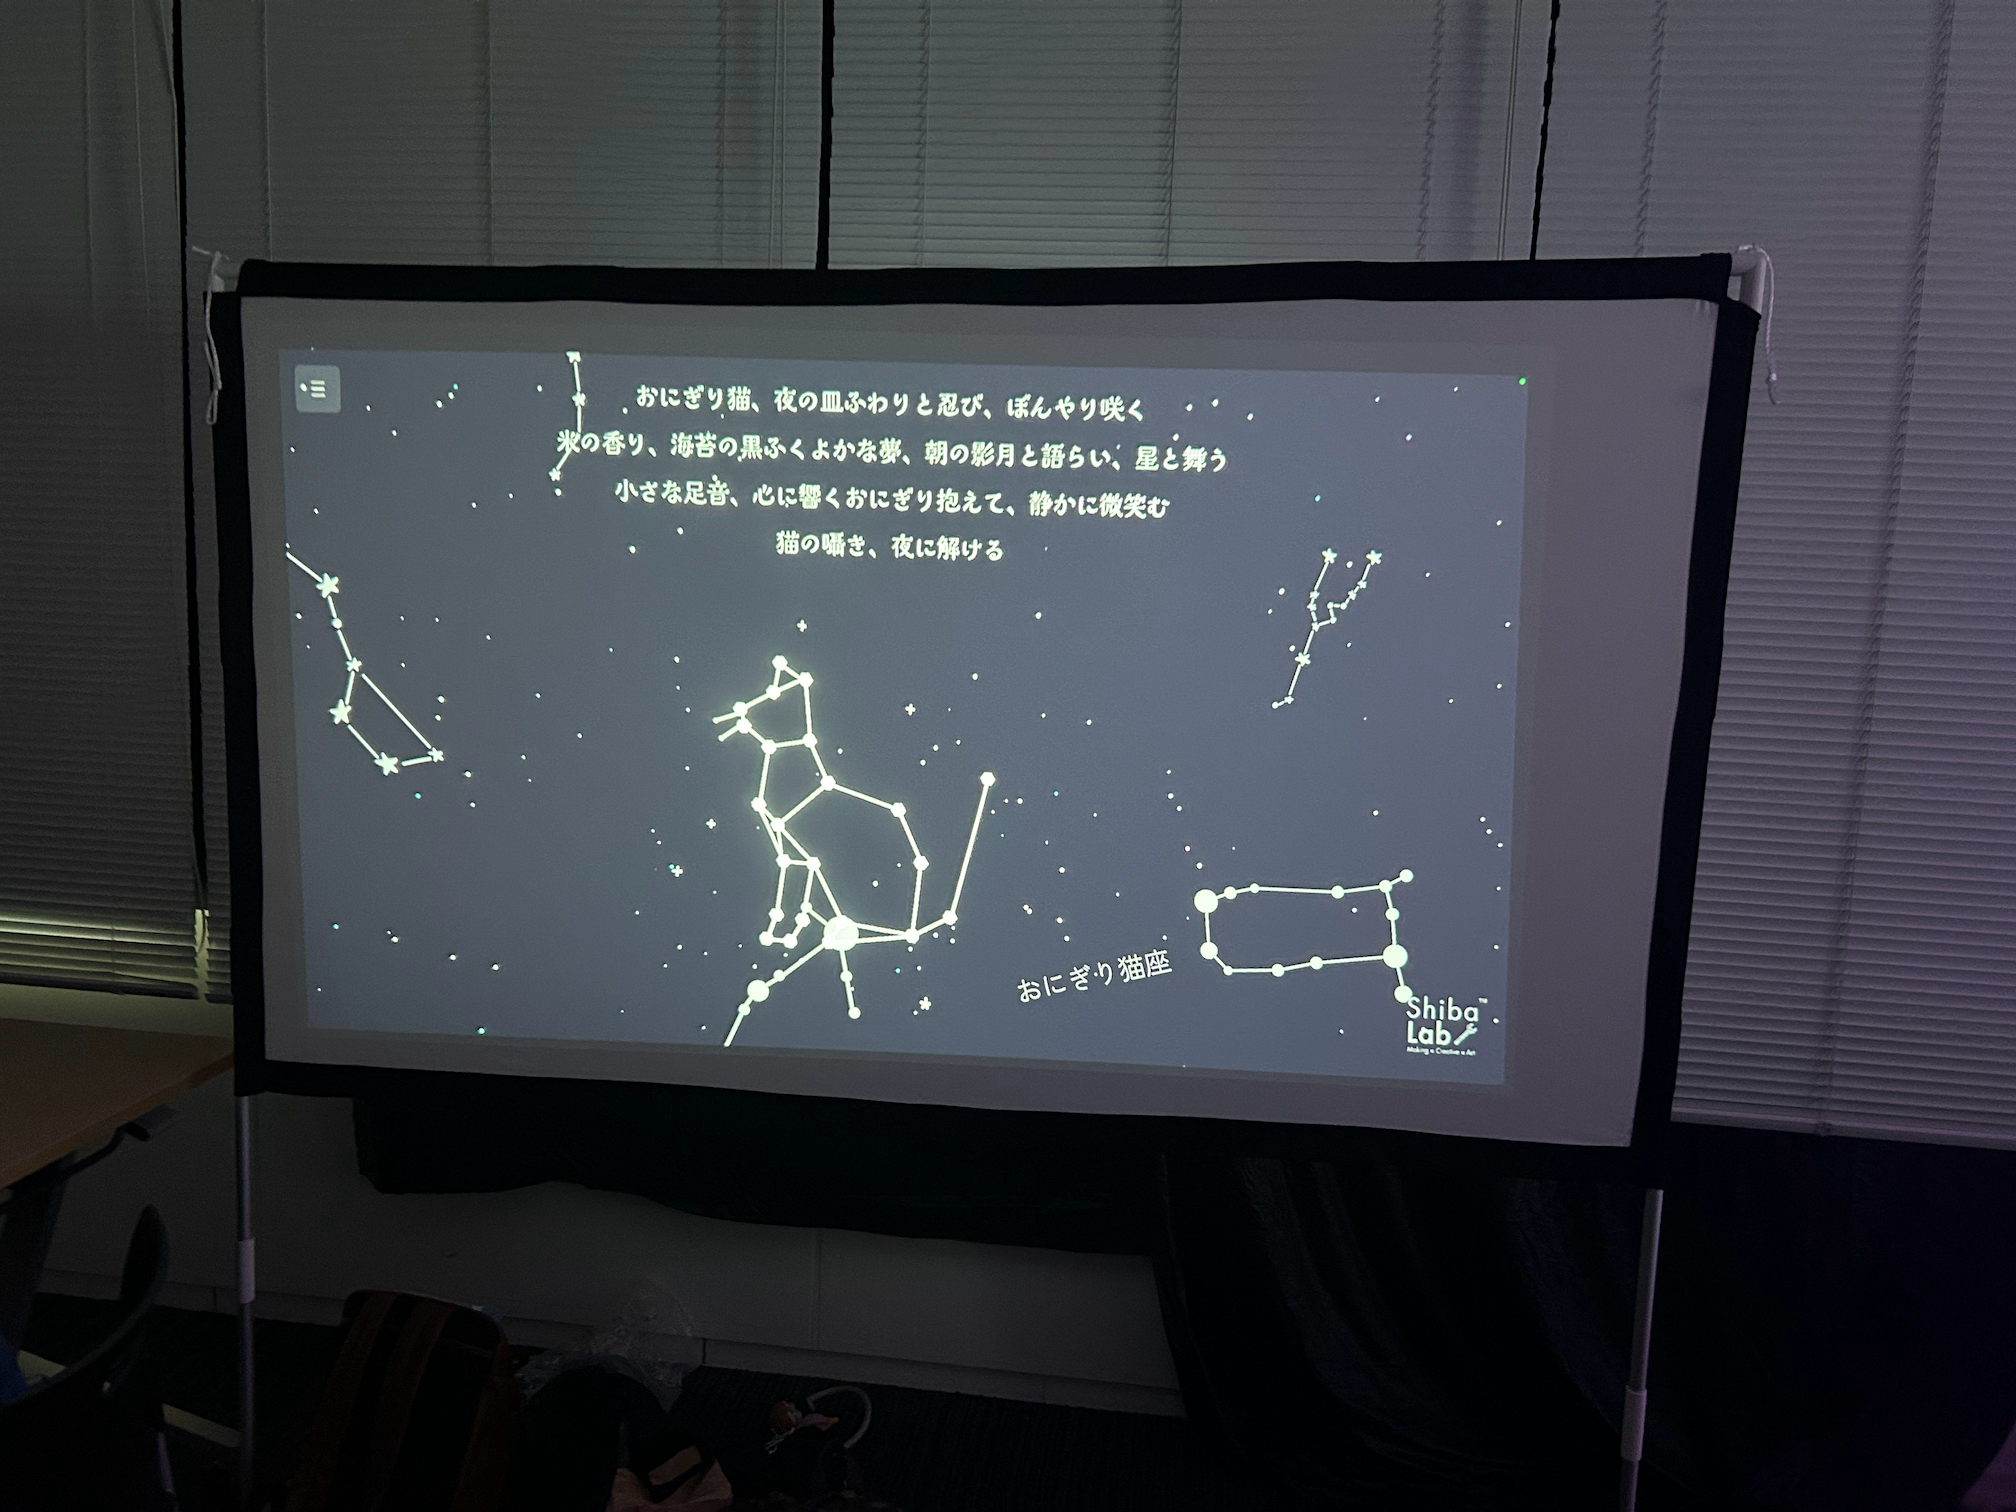 おにぎり猫、夜の皿ふわりと忍び、ぼんやり咲く
米の香り、海苔の黒ふくよかな夢、朝の影月と語らい、星と舞う
小さな足音、心に響くおにぎり抱えて、静かに微笑む
猫の囁き、夜に解ける
おにぎり猫座
Shiba™
Lab
Making × Creative × Art